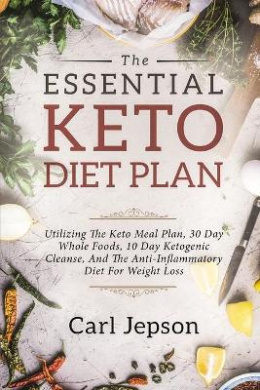 The
ESSENTIAL
KETO
DIET PLAN
Utilizing The Keto Meal Plan, 30 Day
Whole Foods, 10 Day Ketogenic
Cleanse, And The Anti-Inflammatory
Diet For Weight Loss
Carl Jepson